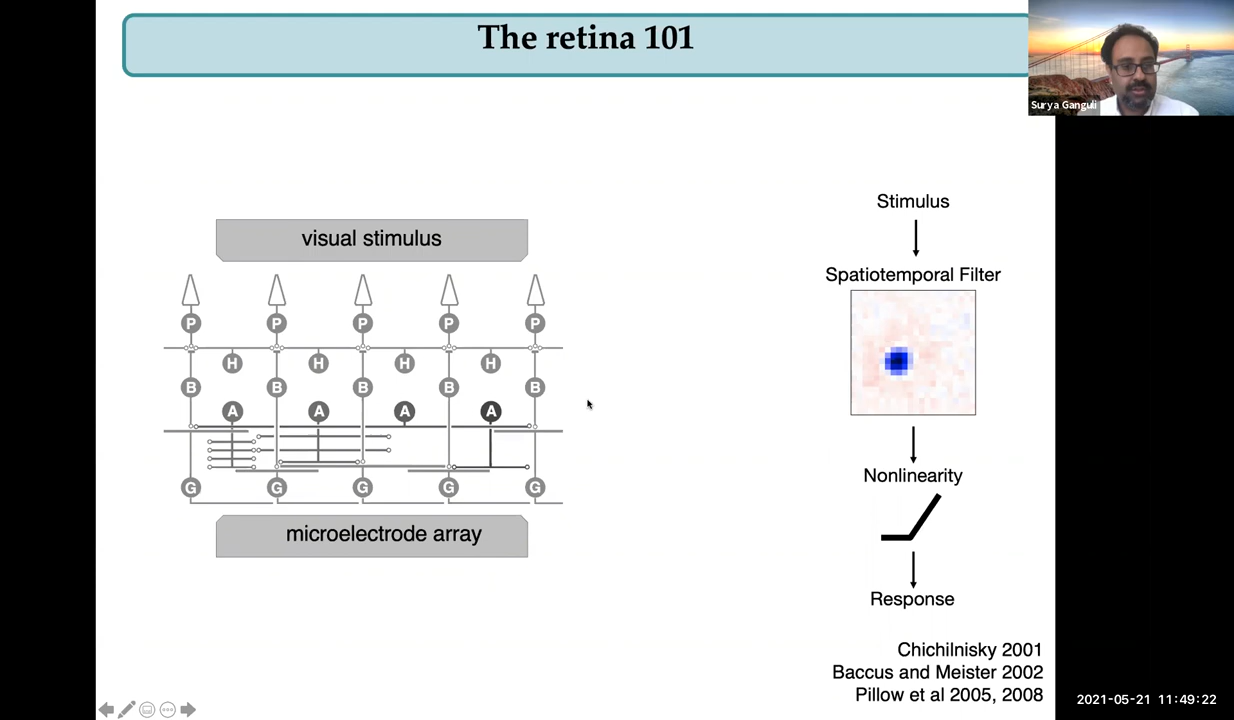 The retina 101
Surya Ganguli
visual stimulus
P P P P P
H H H H
B B B B B
A A A A
G G G G G
microelectrode array
Stimulus
Spatiotemporal Filter
Nonlinearity
Response
Chichilnisky 2001
Baccus and Meister 2002
Pillow et al 2005, 2008
2021-05-21 11:49:22